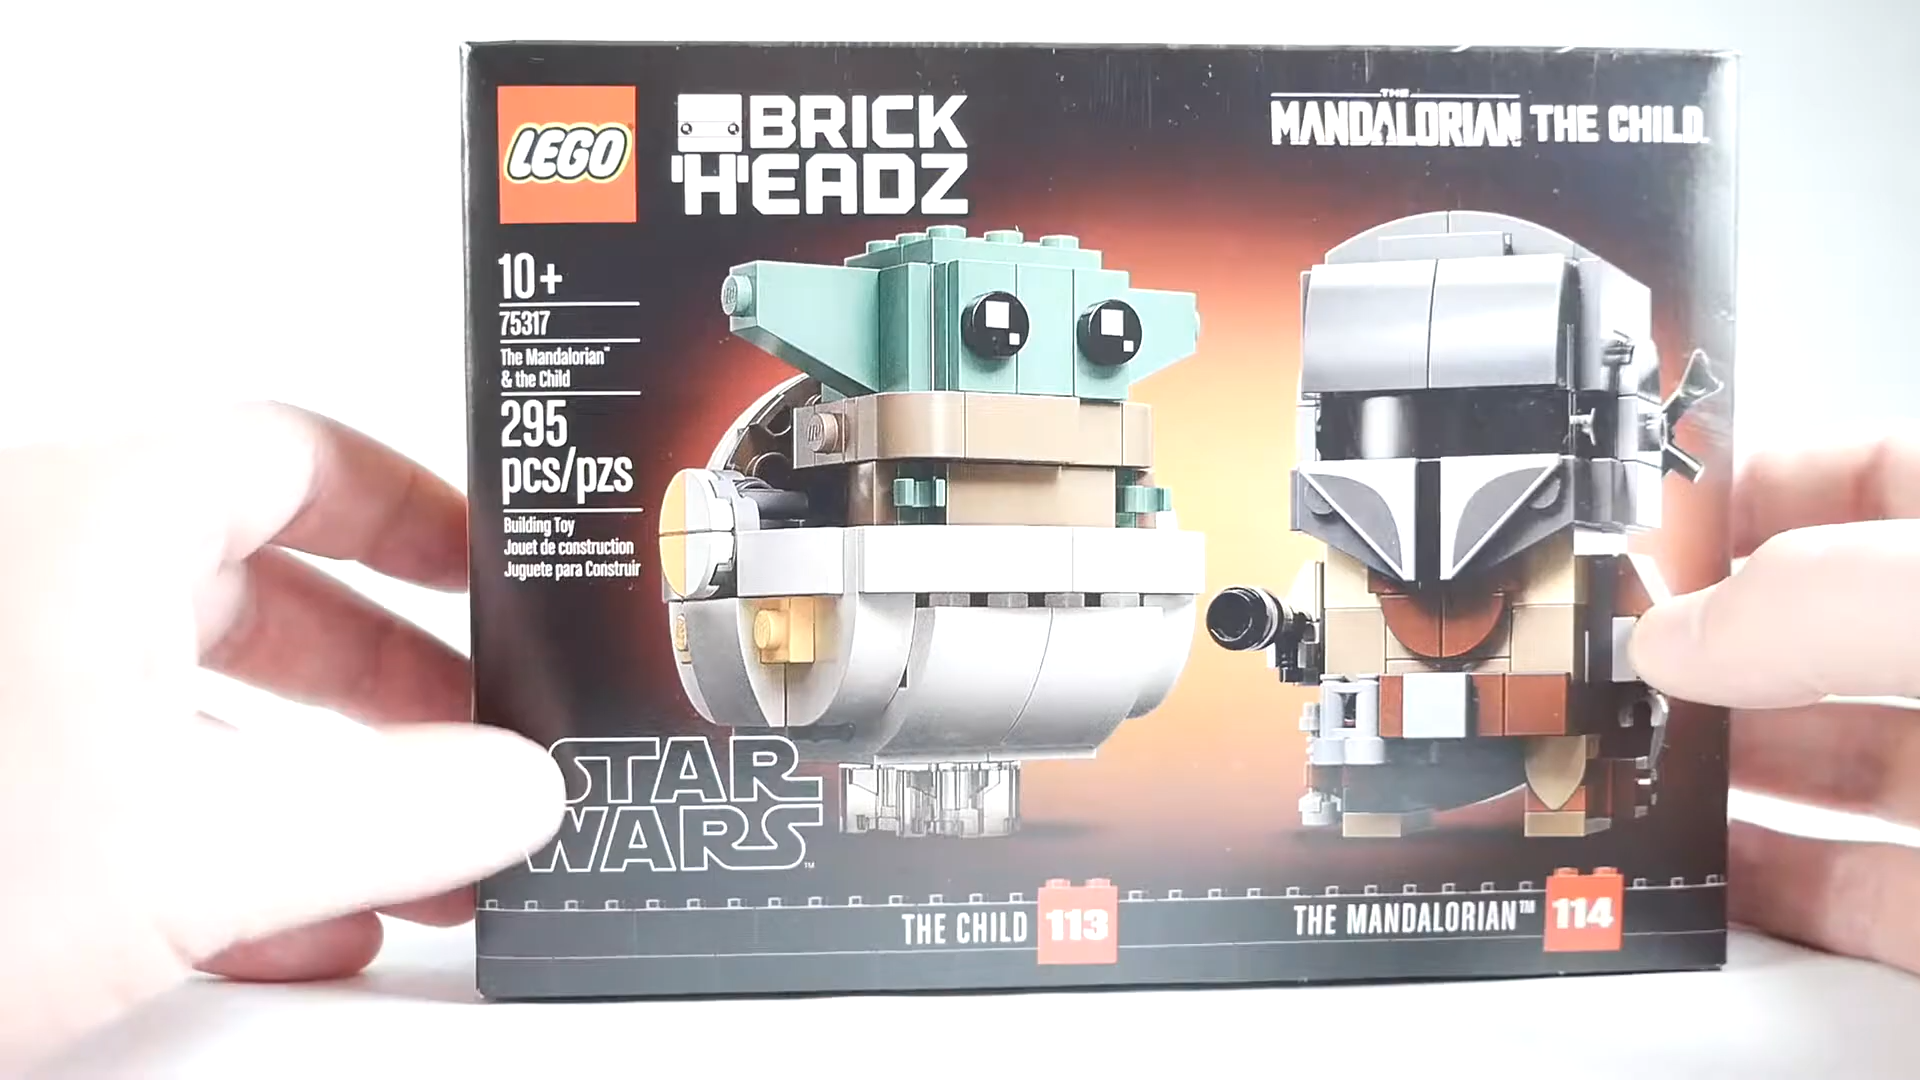 LEGO
BRICK
HEADZ
THE
MANDALORIAN THE CHILD
10+
75317
The Mandalorian™
& the Child
295
pcs/pzs
Building Toy
Jouet de construction
Juguete para Construir
STAR
WARS™
THE CHILD 113
THE MANDALORIAN™ 114